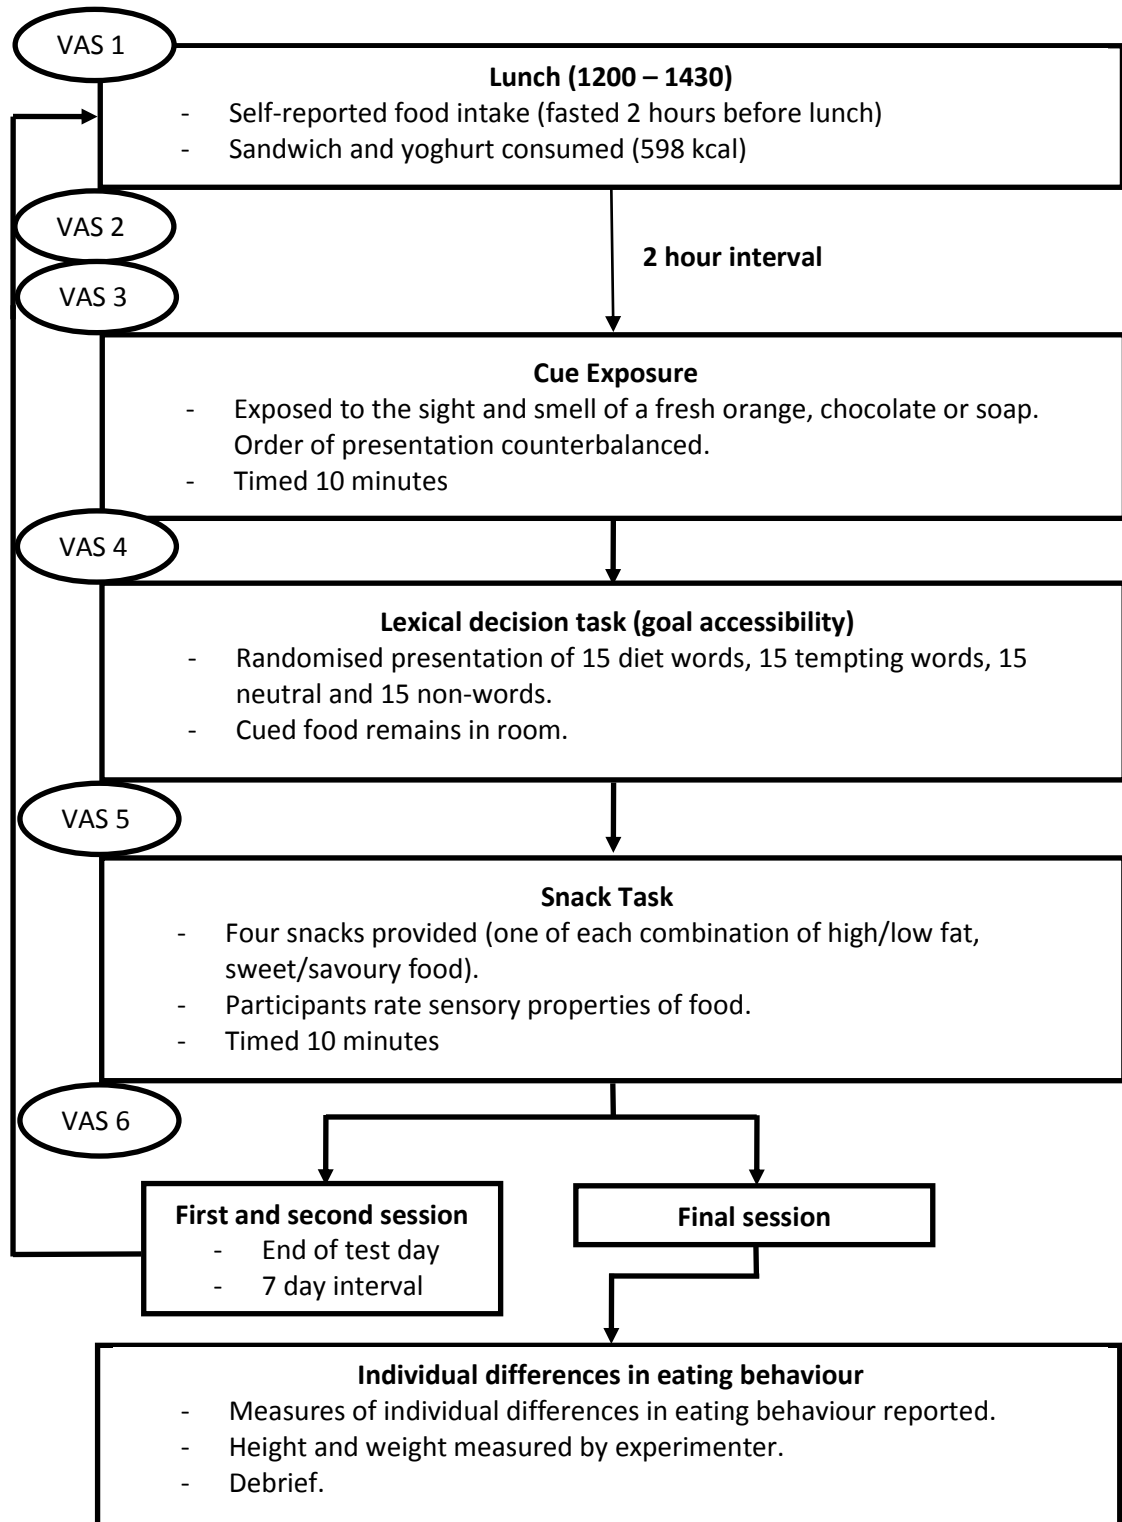 VAS 1
Lunch (1200 – 1430)
- Self-reported food intake (fasted 2 hours before lunch)
- Sandwich and yoghurt consumed (598 kcal)
VAS 2
2 hour interval
VAS 3
Cue Exposure
- Exposed to the sight and smell of a fresh orange, chocolate or soap.
Order of presentation counterbalanced.
- Timed 10 minutes
VAS 4
Lexical decision task (goal accessibility)
- Randomised presentation of 15 diet words, 15 tempting words, 15
neutral and 15 non-words.
- Cued food remains in room.
VAS 5
Snack Task
- Four snacks provided (one of each combination of high/low fat,
sweet/savoury food).
- Participants rate sensory properties of food.
- Timed 10 minutes
VAS 6
First and second session
- End of test day
- 7 day interval
Final session
Individual differences in eating behaviour
- Measures of individual differences in eating behaviour reported.
- Height and weight measured by experimenter.
- Debrief.